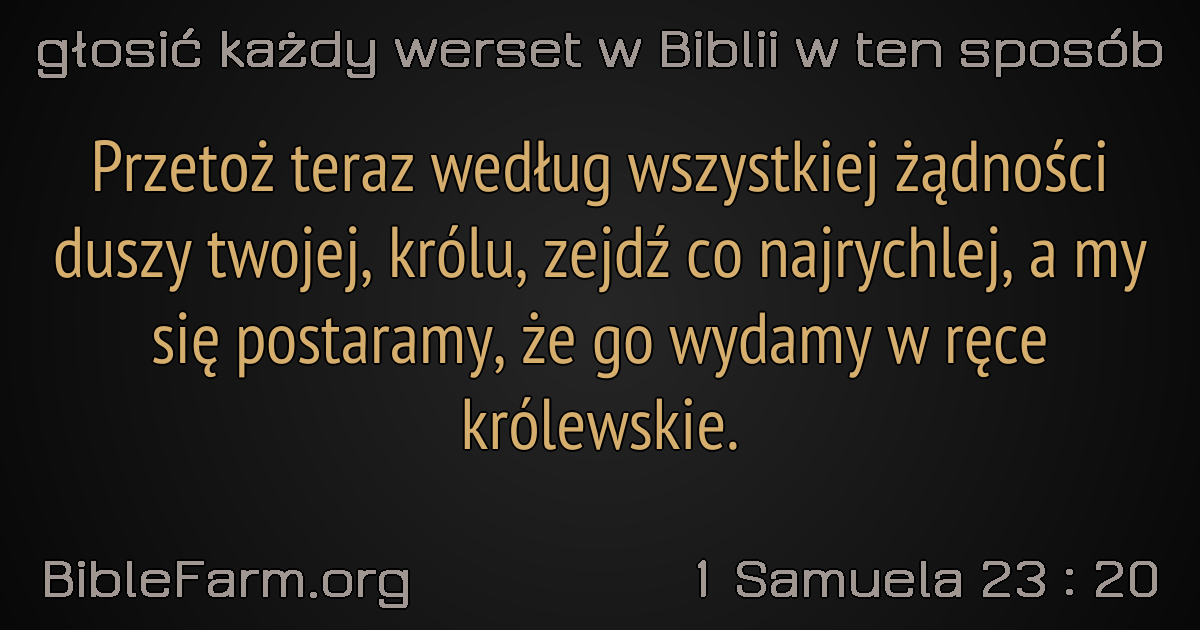 głosić każdy werset w Biblii w ten sposób
Przetoż teraz według wszystkiej żądności
duszy twojej, królu, zejdź co najrychlej, a my
się postaramy, że go wydamy w ręce
królewskie.
BibleFarm.org
1 Samuela 23 : 20